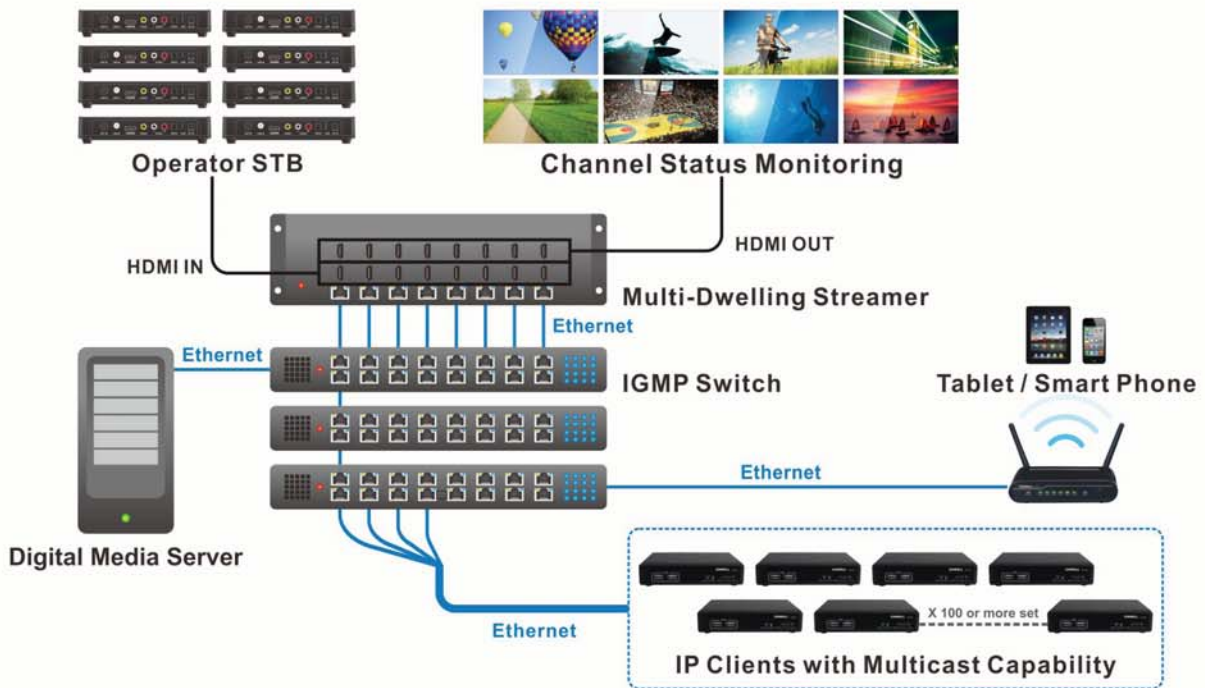 Operator STB
Channel Status Monitoring
HDMI IN
HDMI OUT
Multi-Dwelling Streamer
Ethernet
Ethernet
IGMP Switch
Tablet / Smart Phone
Ethernet
Digital Media Server
X 100 or more set
Ethernet
IP Clients with Multicast Capability